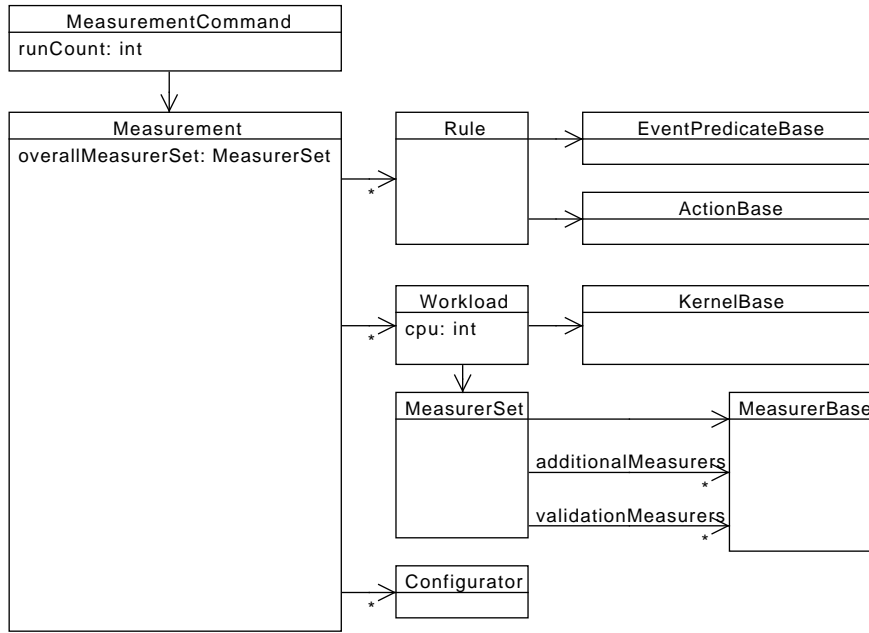 MeasurementCommand
runCount: int
Measurement
overallMeasurerSet: MeasurerSet
*
Rule
EventPredicateBase
ActionBase
*
Workload
cpu: int
KernelBase
MeasurerSet
MeasurerBase
additionalMeasurers
*
validationMeasurers
*
*
Configurator